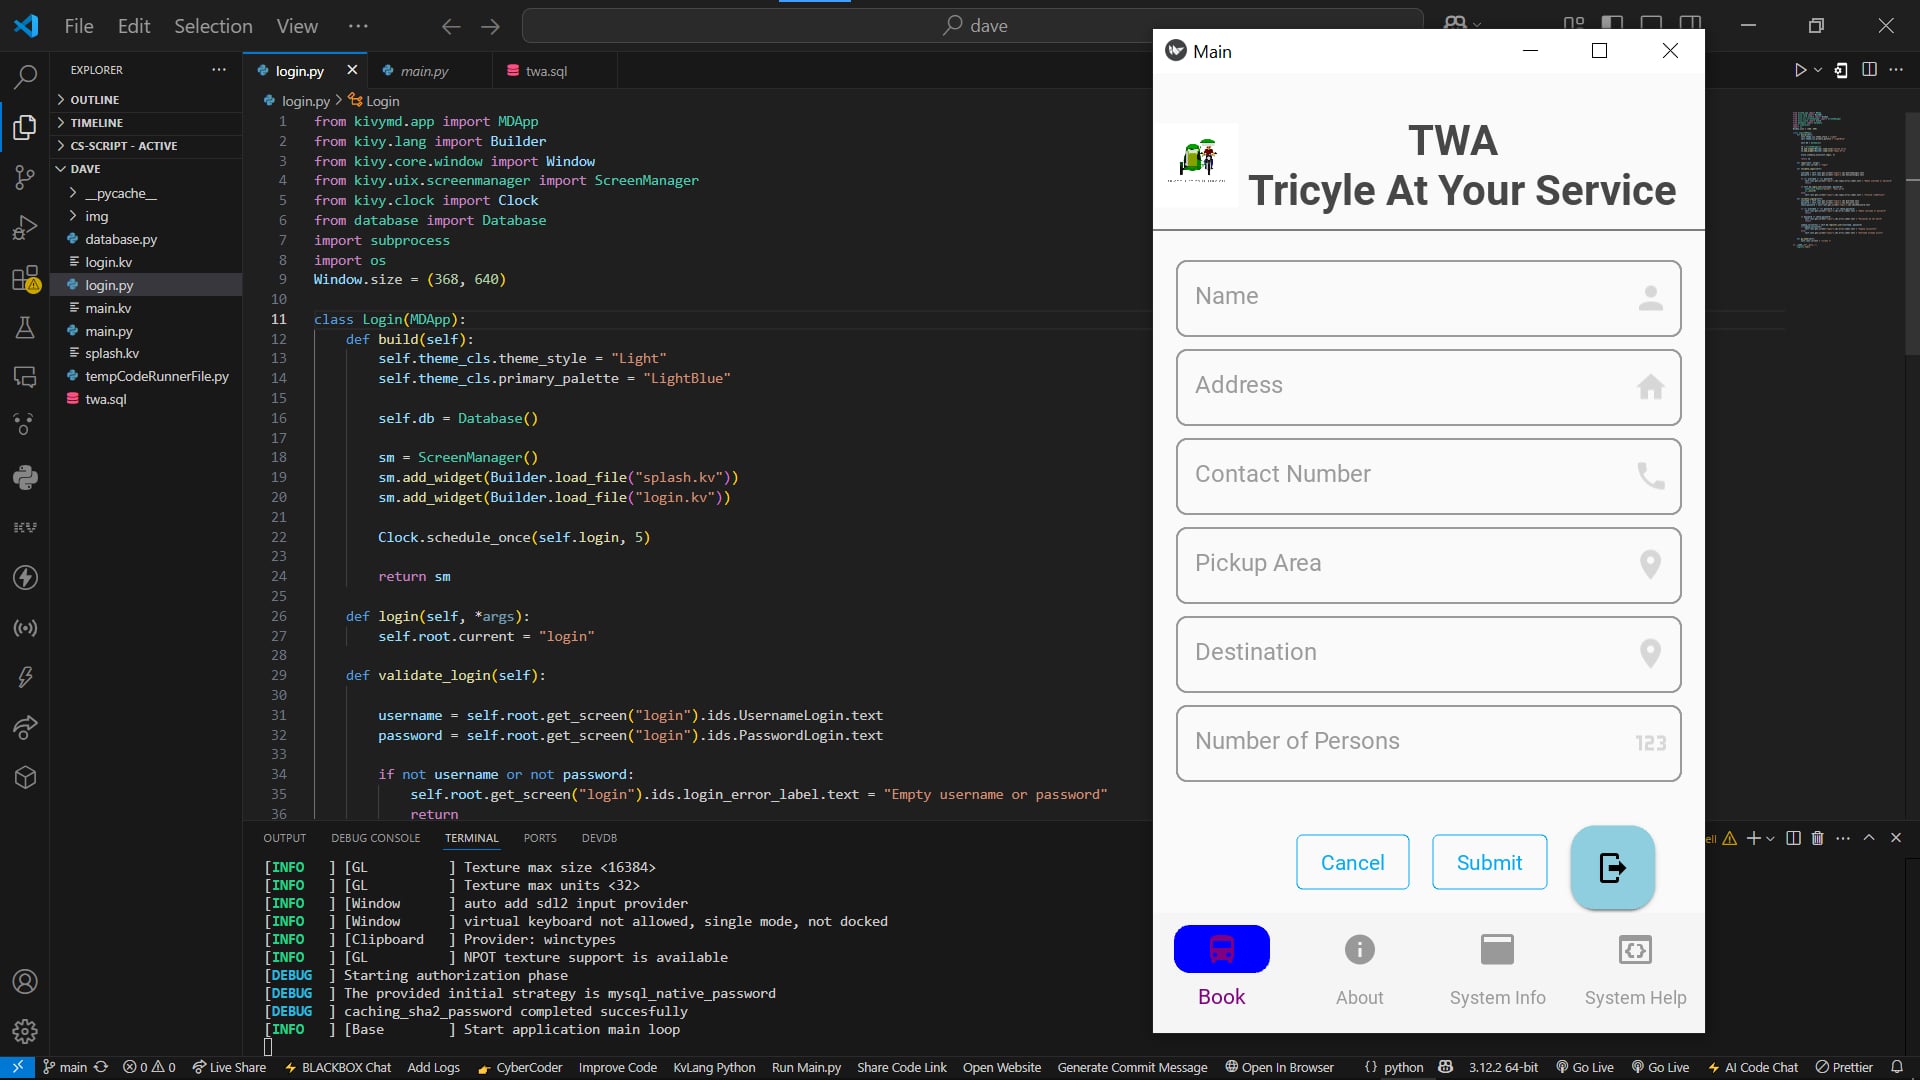 File Edit Selection View ··· dave
EXPLORER ···
OUTLINE
TIMELINE
CS-SCRIPT - ACTIVE
DAVE
__pycache__
img
database.py
login.kv
login.py
main.kv
main.py
splash.kv
tempCodeRunnerFile.py
twa.sql
login.py main.py twa.sql
login.py > Login
1 from kivymd.app import MDApp
2 from kivy.lang import Builder
3 from kivy.core.window import Window
4 from kivy.uix.screenmanager import ScreenManager
5 from kivy.clock import Clock
6 from database import Database
7 import subprocess
8 import os
9 Window.size = (368, 640)
10
11 class Login(MDApp):
12 def build(self):
13 self.theme_cls.theme_style = "Light"
14 self.theme_cls.primary_palette = "LightBlue"
15
16 self.db = Database()
17
18 sm = ScreenManager()
19 sm.add_widget(Builder.load_file("splash.kv"))
20 sm.add_widget(Builder.load_file("login.kv"))
21
22 Clock.schedule_once(self.login, 5)
23
24 return sm
25
26 def login(self, *args):
27 self.root.current = "login"
28
29 def validate_login(self):
30
31 username = self.root.get_screen("login").ids.UsernameLogin.text
32 password = self.root.get_screen("login").ids.PasswordLogin.text
33
34 if not username or not password:
35 self.root.get_screen("login").ids.login_error_label.text = "Empty username or password"
36 return
OUTPUT DEBUG CONSOLE TERMINAL PORTS DEVDB
[INFO ] [GL ] Texture max size <16384>
[INFO ] [GL ] Texture max units <32>
[INFO ] [Window ] auto add sdl2 input provider
[INFO ] [Window ] virtual keyboard not allowed, single mode, not docked
[INFO ] [Clipboard ] Provider: winctypes
[INFO ] [GL ] NPOT texture support is available
[DEBUG ] Starting authorization phase
[DEBUG ] The provided initial strategy is mysql_native_password
[DEBUG ] caching_sha2_password completed succesfully
[INFO ] [Base ] Start application main loop
Main
TWA
Tricyle At Your Service
Name
Address
Contact Number
Pickup Area
Destination
Number of Persons 123
Cancel Submit
Book About System Info System Help
main 0 0 Live Share BLACKBOX Chat Add Logs CyberCoder Improve Code KvLang Python Run Main.py Share Code Link Open Website Generate Commit Message Open In Browser {} python 3.12.2 64-bit Go Live Go Live AI Code Chat Prettier